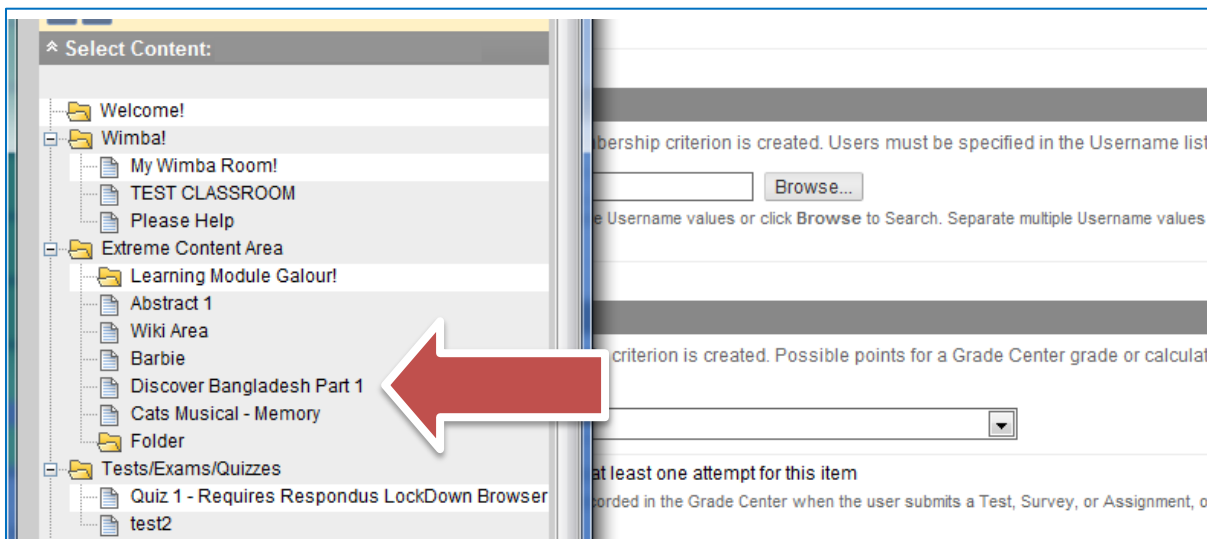 Select Content:
Welcome!
Wimba!
My Wimba Room!
TEST CLASSROOM
Please Help
Extreme Content Area
Learning Module Galour!
Abstract 1
Wiki Area
Barbie
Discover Bangladesh Part 1
Cats Musical - Memory
Folder
Tests/Exams/Quizzes
Quiz 1 - Requires Respondus LockDown Browser
test2
criterion is created. Users must be specified in the Username list
Browse...
Username values or click Browse to Search. Separate multiple Username values
criterion is created. Possible points for a Grade Center grade or
at least one attempt for this item
in the Grade Center when the user submits a Test, Survey, or Assignment,